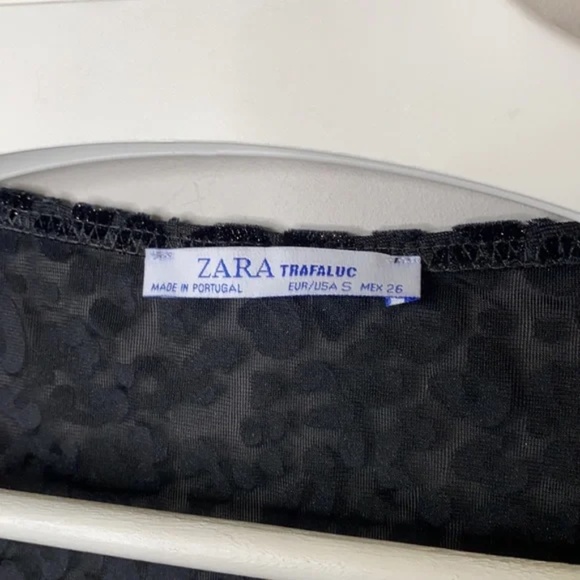 ZARA TRAFALUC
MADE IN PORTUGAL EUR/USA S MEX 26